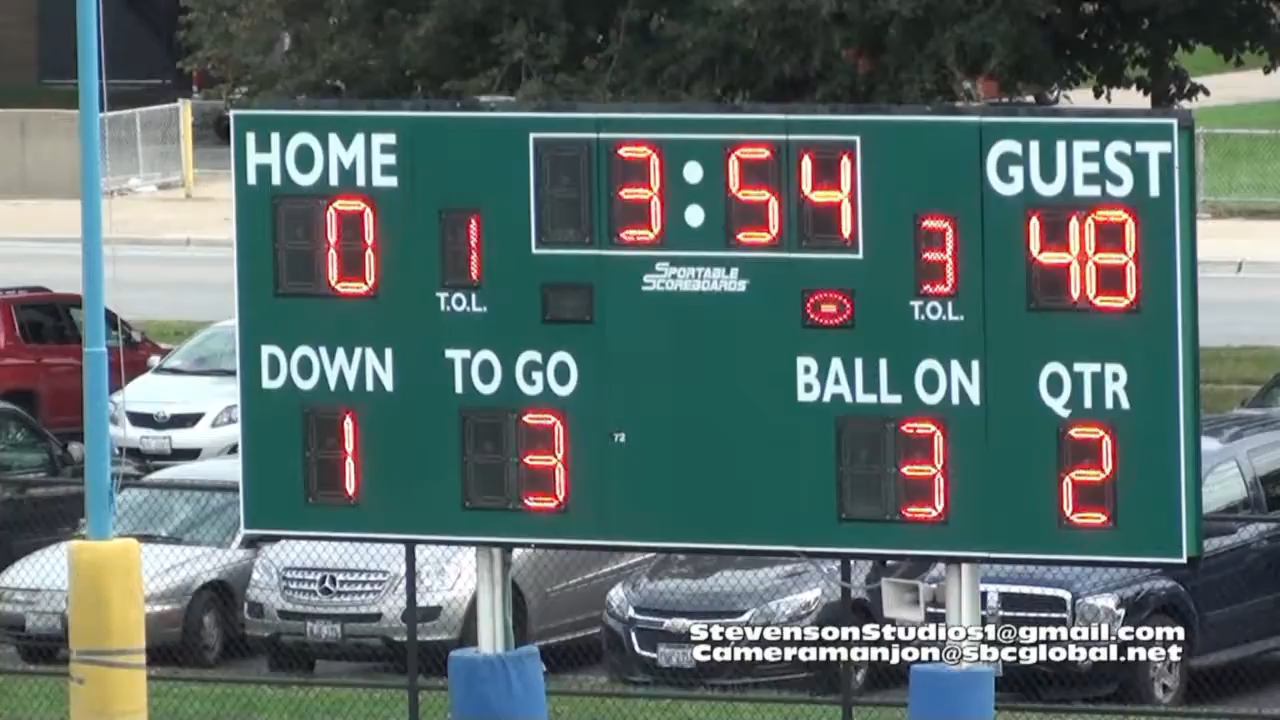 HOME 3:54 GUEST
0 1 3 48
T.O.L. SPORTABLE SCOREBOARDS T.O.L.
DOWN TO GO BALL ON QTR
1 3 72 3 2
StevensonStudios1@gmail.com
Cameramanjon@sbcglobal.net